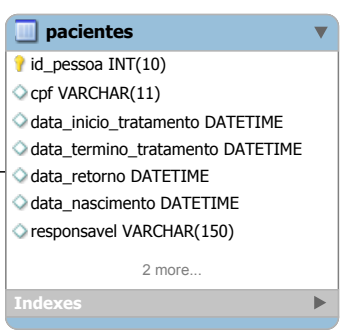 pacientes
id_pessoa INT(10)
cpf VARCHAR(11)
data_inicio_tratamento DATETIME
data_termino_tratamento DATETIME
data_retorno DATETIME
data_nascimento DATETIME
responsavel VARCHAR(150)
2 more...
Indexes